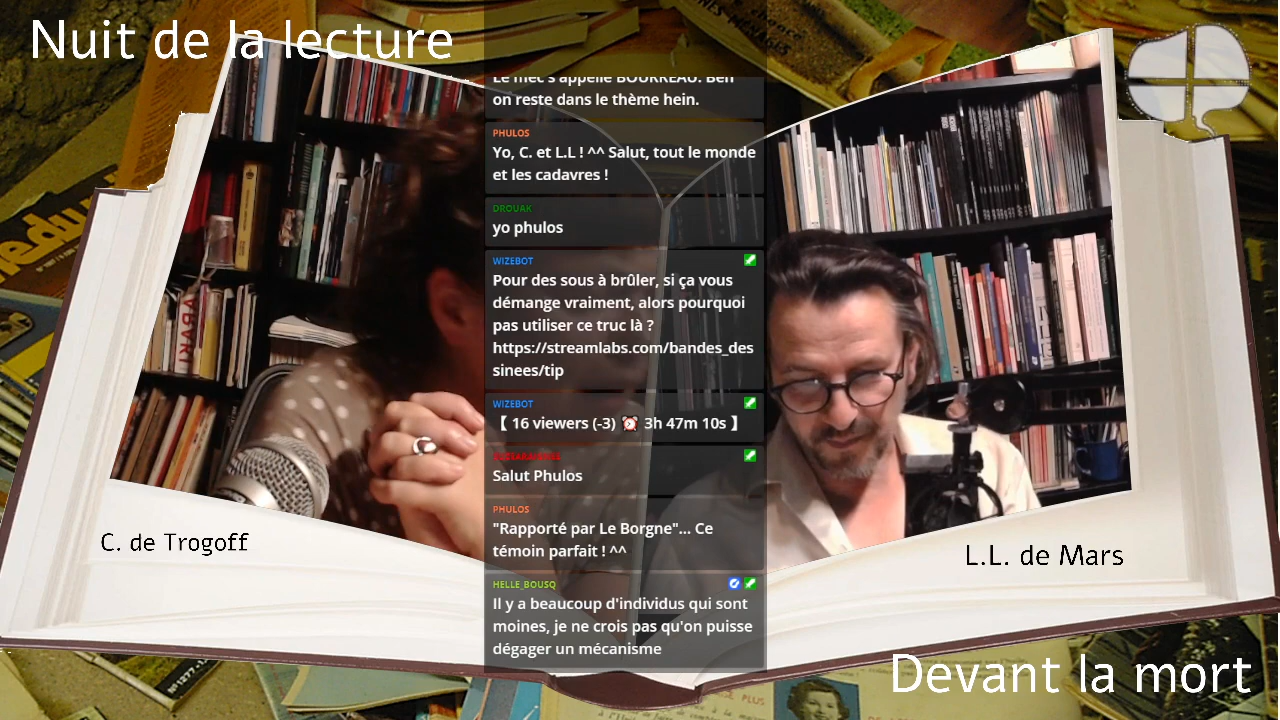 Nuit de la lecture
Le mec s'appelle BOURREAU. Ben
on reste dans le thème hein.
PHULOS
Yo, C. et L.L ! ^^ Salut, tout le monde
et les cadavres !
DROUAK
yo phulos
WIZEBOT
Pour des sous à brûler, si ça vous
démange vraiment, alors pourquoi
pas utiliser ce truc là ?
https://streamlabs.com/bandes_des
sinees/tip
WIZEBOT
【 16 viewers (-3) ⏰ 3h 47m 10s 】
Salut Phulos
PHULOS
"Rapporté par Le Borgne"... Ce
témoin parfait ! ^^
HELLE_BOUSQ
Il y a beaucoup d'individus qui sont
moines, je ne crois pas qu'on puisse
dégager un mécanisme
C. de Trogoff
L.L. de Mars
Devant la mort